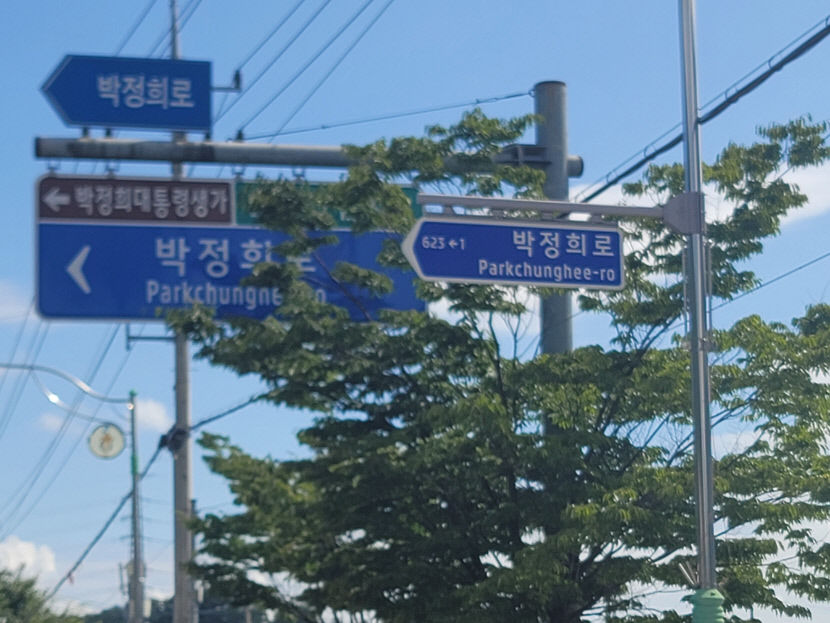 박정희로
←박정희대통령생가
박정희로
Parkchunghe
623 ←1
박정희로
Parkchunghee-ro